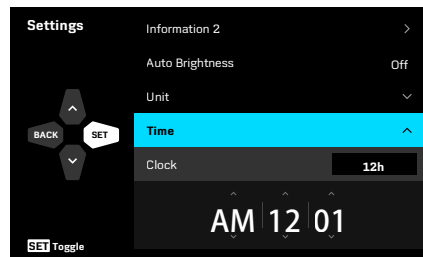 Settings
Information 2
Auto Brightness Off
Unit
BACK SET
Time
Clock 12h
AM 12 01
SET Toggle